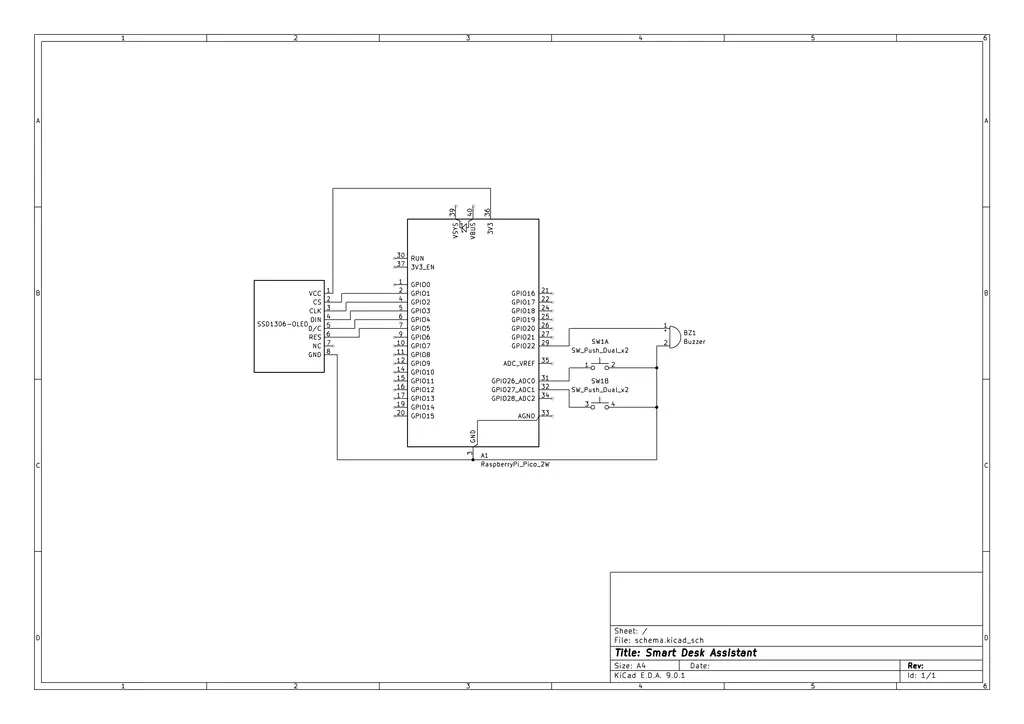 1 2 3 4 5 6
A A
39 40 36
VSYS VBUS 3V3
30 RUN
37 3V3_EN
1 GPIO0
B B
VCC 1 2 GPIO1 GPIO16 21
CS 2 4 GPIO2 GPIO17 22
CLK 3 5 GPIO3 GPIO18 24
SSD1306-OLED DIN 4 6 GPIO4 GPIO19 25
D/C 5 7 GPIO5 GPIO20 26
RES 6 9 GPIO6 GPIO21 27
NC 7 10 GPIO7 GPIO22 29
GND 8 11 GPIO8
1 + BZ1
2 Buzzer
12 GPIO9 ADC_VREF 35
14 GPIO10
15 GPIO11 GPIO26_ADC0 31
16 GPIO12 GPIO27_ADC1 32
17 GPIO13 GPIO28_ADC2 34
19 GPIO14
20 GPIO15 AGND 33
SW1A
SW_Push_Dual_x2
1 2
SW1B
SW_Push_Dual_x2
3 4
GND
3
A1
RaspberryPi_Pico_2W
C C
D D
Sheet: /
File: schema.kicad_sch
Title: Smart Desk Assistant
Size: A4 Date: Rev:
KiCad E.D.A. 9.0.1 Id: 1/1
1 2 3 4 5 6